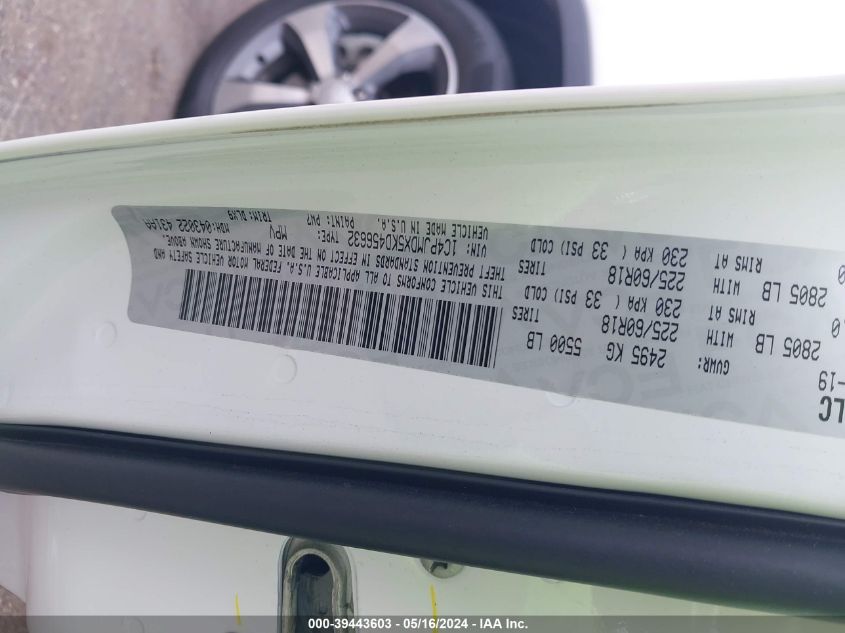 LC
-19
GVWR: 2495 KG 5500 LB
.0
2805 LB WITH 225/60R18 TIRES
RIMS AT 230 KPA ( 33 PSI) COLD
2805 LB WITH 225/60R18 TIRES
RIMS AT 230 KPA ( 33 PSI) COLD
THIS VEHICLE CONFORMS TO ALL APPLICABLE U.S.A. FEDERAL MOTOR VEHICLE SAFETY AND
THEFT PREVENTION STANDARDS IN EFFECT ON THE DATE OF MANUFACTURE SHOWN ABOVE.
VIN: 1C4PJMDX5KD456632 TYPE: MPV MDH: 043022 431AA
VEHICLE MADE IN U.S.A. PAINT: PW7 TRIM: DLX9
000-39443603 - 05/16/2024 - IAA Inc.